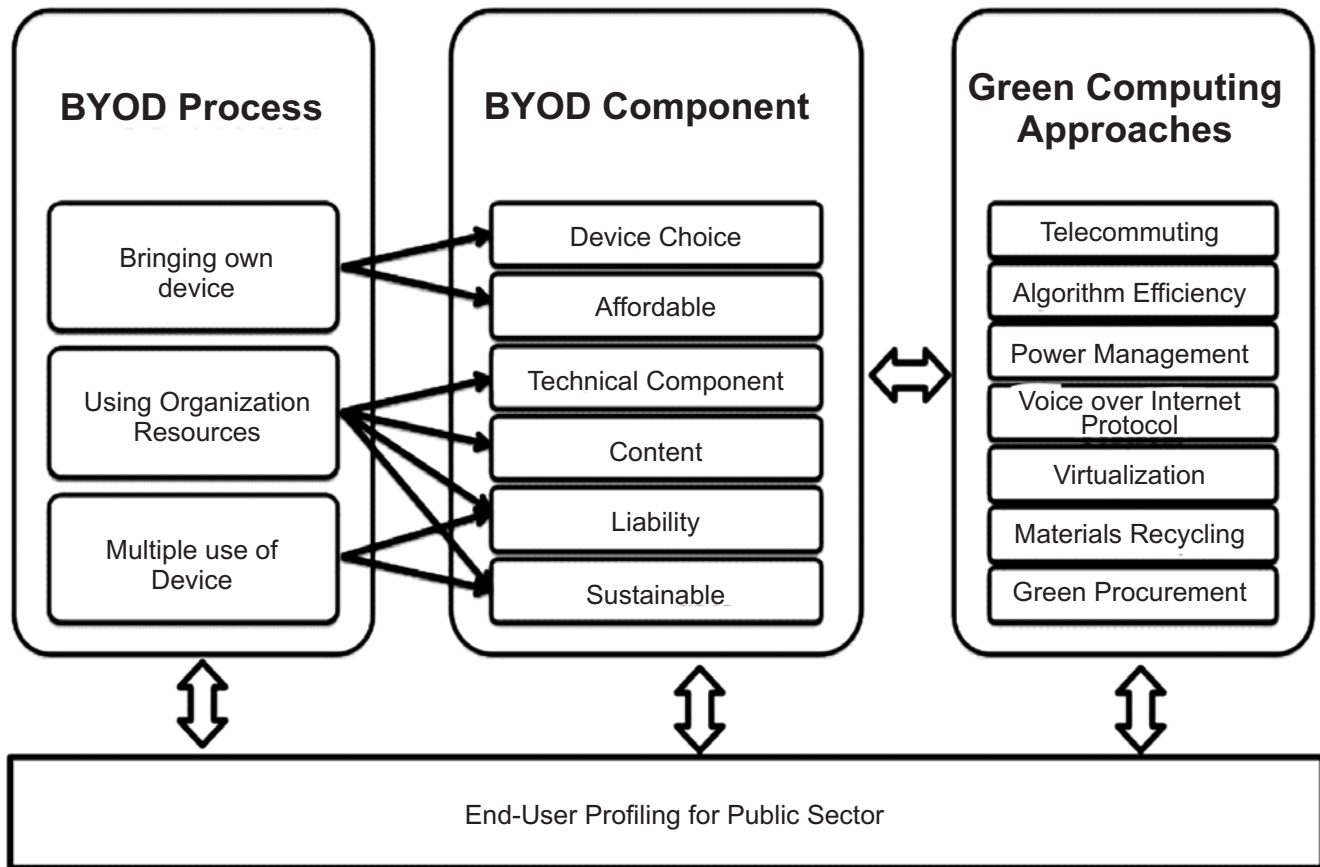 BYOD Process
Bringing own
device
Using Organization
Resources
Multiple use of
Device
BYOD Component
Device Choice
Affordable
Technical Component
Content
Liability
Sustainable
Green Computing
Approaches
Telecommuting
Algorithm Efficiency
Power Management
Voice over Internet
Protocol
Virtualization
Materials Recycling
Green Procurement
End-User Profiling for Public Sector